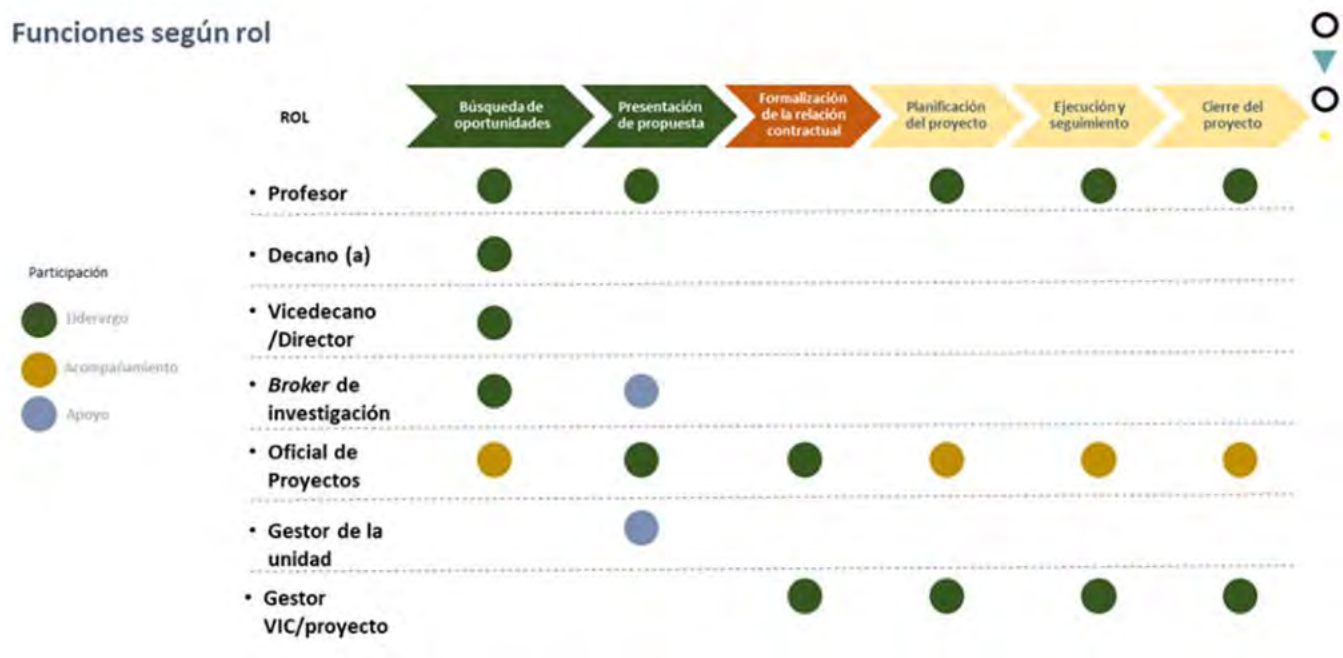 Funciones según rol
ROL
Búsqueda de
oportunidades
Presentación
de propuesta
Formalización
de la relación
contractual
Planificación
del proyecto
Ejecución y
seguimiento
Cierre del
proyecto
• Profesor
• Decano (a)
• Vicedecano
/Director
• Broker de
investigación
• Oficial de
Proyectos
• Gestor de la
unidad
• Gestor
VIC/proyecto
Participación
Liderazgo
Acompañamiento
Apoyo